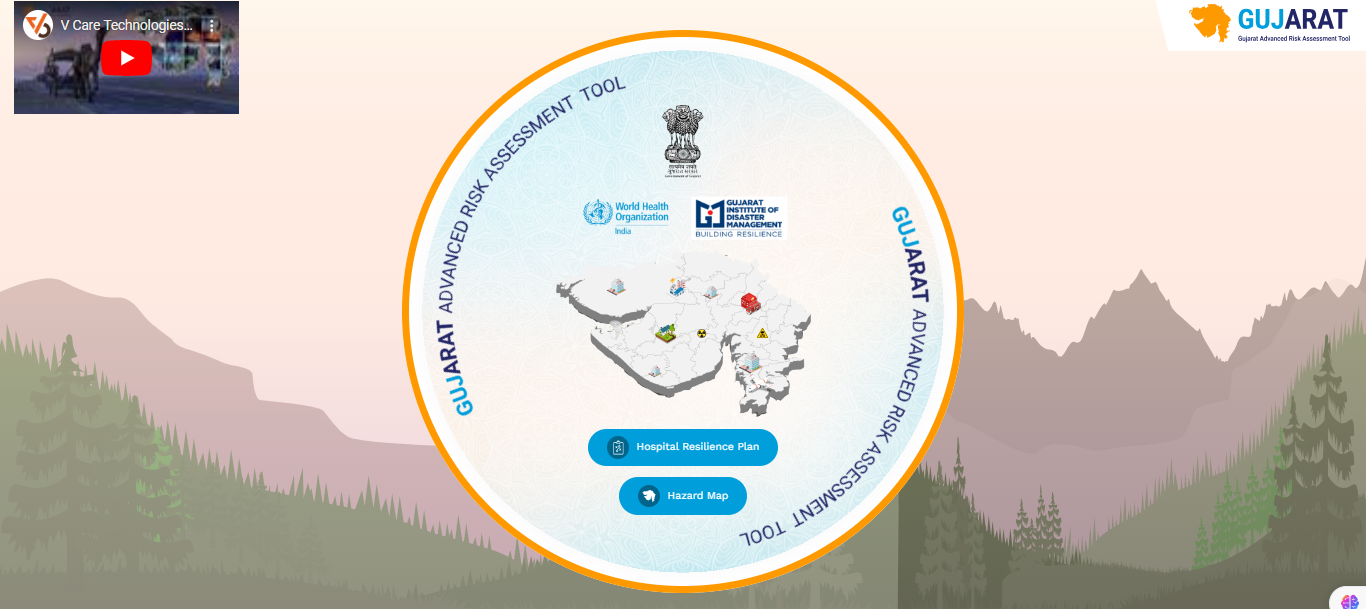 V Care Technologies...
GUJARAT
Gujarat Advanced Risk Assessment Tool
GUJARAT ADVANCED RISK ASSESSMENT TOOL
World Health
Organization
India
GUJARAT
INSTITUTE OF
DISASTER
MANAGEMENT
BUILDING RESILIENCE
GUJARAT ADVANCED RISK ASSESSMENT TOOL
Hospital Resilience Plan
Hazard Map